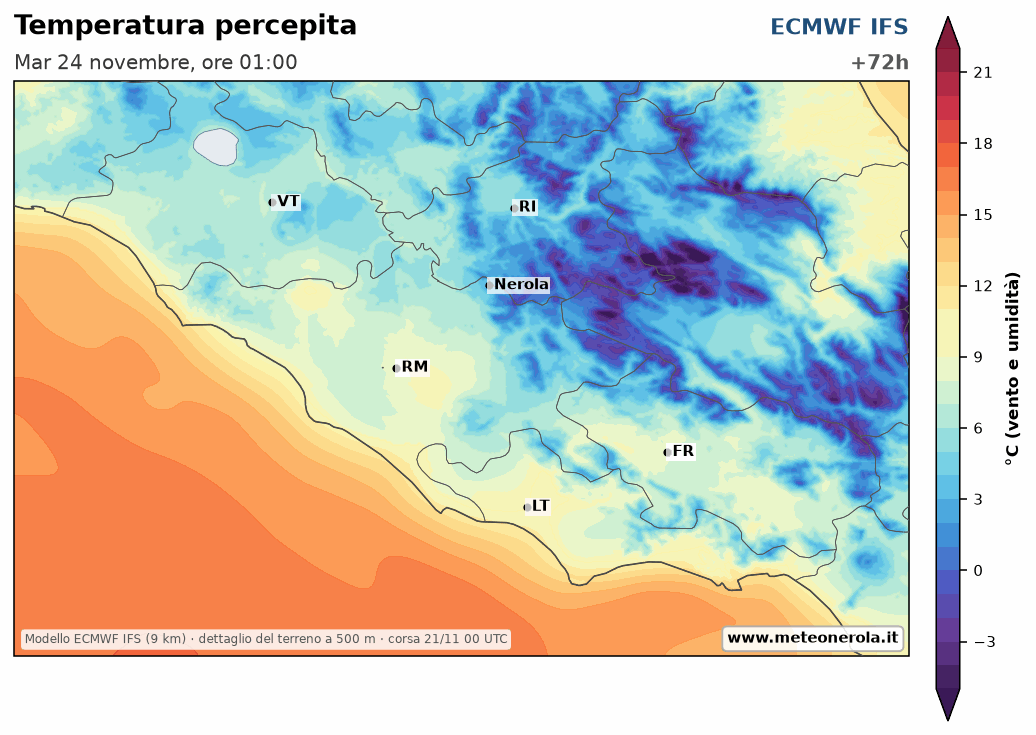 Temperatura percepita
ECMWF IFS
Mar 24 novembre, ore 01:00
+72h
VT
RI
Nerola
RM
FR
LT
Modello ECMWF IFS (9 km) · dettaglio del terreno a 500 m · corsa 21/11 00 UTC
www.meteonerola.it
21
18
15
12
9
6
3
0
−3
°C (vento e umidità)